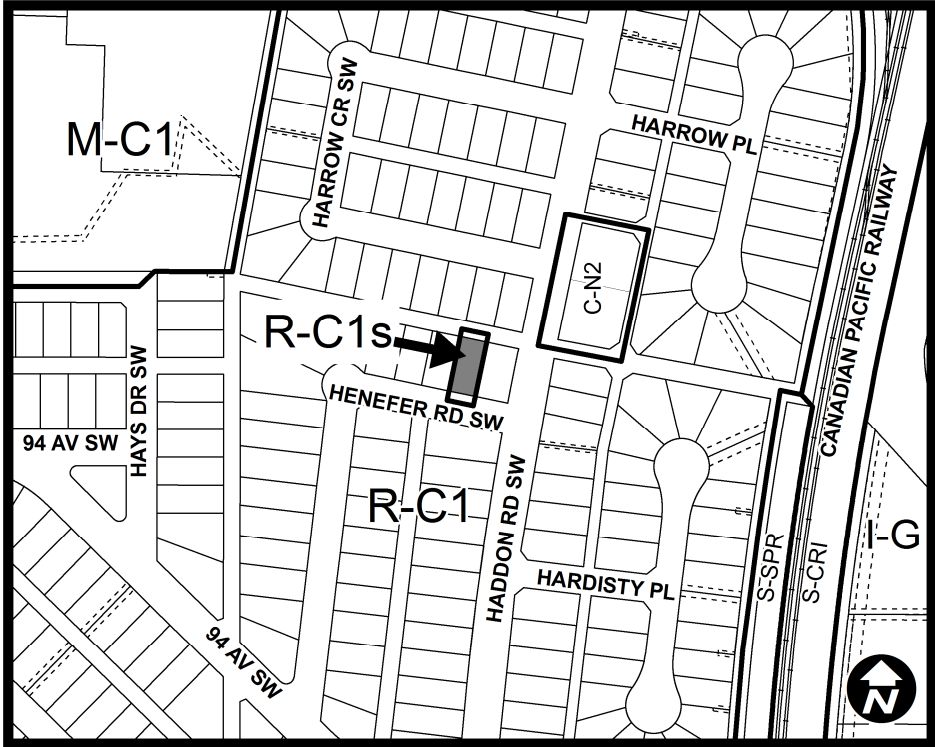 M-C1
HARROW CR SW
HARROW PL
CANADIAN PACIFIC RAILWAY
C-N2
R-C1s
HENEFER RD SW
HAYS DR SW
94 AV SW
R-C1
HADDON RD SW
I-G
S-SPR
S-CRI
HARDISTY PL
94 AV SW
N